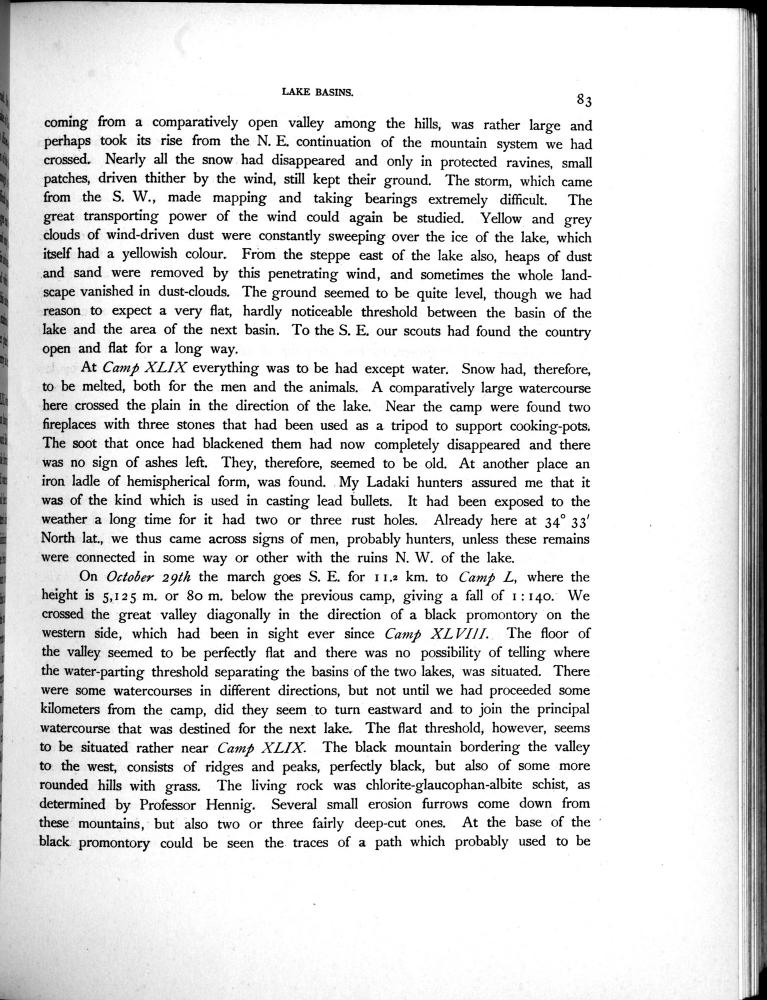 LAKE BASINS.
83
coming from a comparatively open valley among the hills, was rather large and
perhaps took its rise from the N. E. continuation of the mountain system we had
crossed. Nearly all the snow had disappeared and only in protected ravines, small
patches, driven thither by the wind, still kept their ground. The storm, which came
from the S. W., made mapping and taking bearings extremely difficult. The
great transporting power of the wind could again be studied. Yellow and grey
clouds of wind-driven dust were constantly sweeping over the ice of the lake, which
itself had a yellowish colour. From the steppe east of the lake also, heaps of dust
and sand were removed by this penetrating wind, and sometimes the whole land-
scape vanished in dust-clouds. The ground seemed to be quite level, though we had
reason to expect a very flat, hardly noticeable threshold between the basin of the
lake and the area of the next basin. To the S. E. our scouts had found the country
open and flat for a long way.
At Camp XLIX everything was to be had except water. Snow had, therefore,
to be melted, both for the men and the animals. A comparatively large watercourse
here crossed the plain in the direction of the lake. Near the camp were found two
fireplaces with three stones that had been used as a tripod to support cooking-pots.
The soot that once had blackened them had now completely disappeared and there
was no sign of ashes left. They, therefore, seemed to be old. At another place an
iron ladle of hemispherical form, was found. My Ladaki hunters assured me that it
was of the kind which is used in casting lead bullets. It had been exposed to the
weather a long time for it had two or three rust holes. Already here at 34° 33′
North lat., we thus came across signs of men, probably hunters, unless these remains
were connected in some way or other with the ruins N. W. of the lake.
On October 29th the march goes S. E. for 11.2 km. to Camp L, where the
height is 5,125 m. or 80 m. below the previous camp, giving a fall of 1 : 140. We
crossed the great valley diagonally in the direction of a black promontory on the
western side, which had been in sight ever since Camp XLVIII. The floor of
the valley seemed to be perfectly flat and there was no possibility of telling where
the water-parting threshold separating the basins of the two lakes, was situated. There
were some watercourses in different directions, but not until we had proceeded some
kilometers from the camp, did they seem to turn eastward and to join the principal
watercourse that was destined for the next lake. The flat threshold, however, seems
to be situated rather near Camp XLIX. The black mountain bordering the valley
to the west, consists of ridges and peaks, perfectly black, but also of some more
rounded hills with grass. The living rock was chlorite-glaucophan-albite schist, as
determined by Professor Hennig. Several small erosion furrows come down from
these mountains, but also two or three fairly deep-cut ones. At the base of the
black promontory could be seen the traces of a path which probably used to be